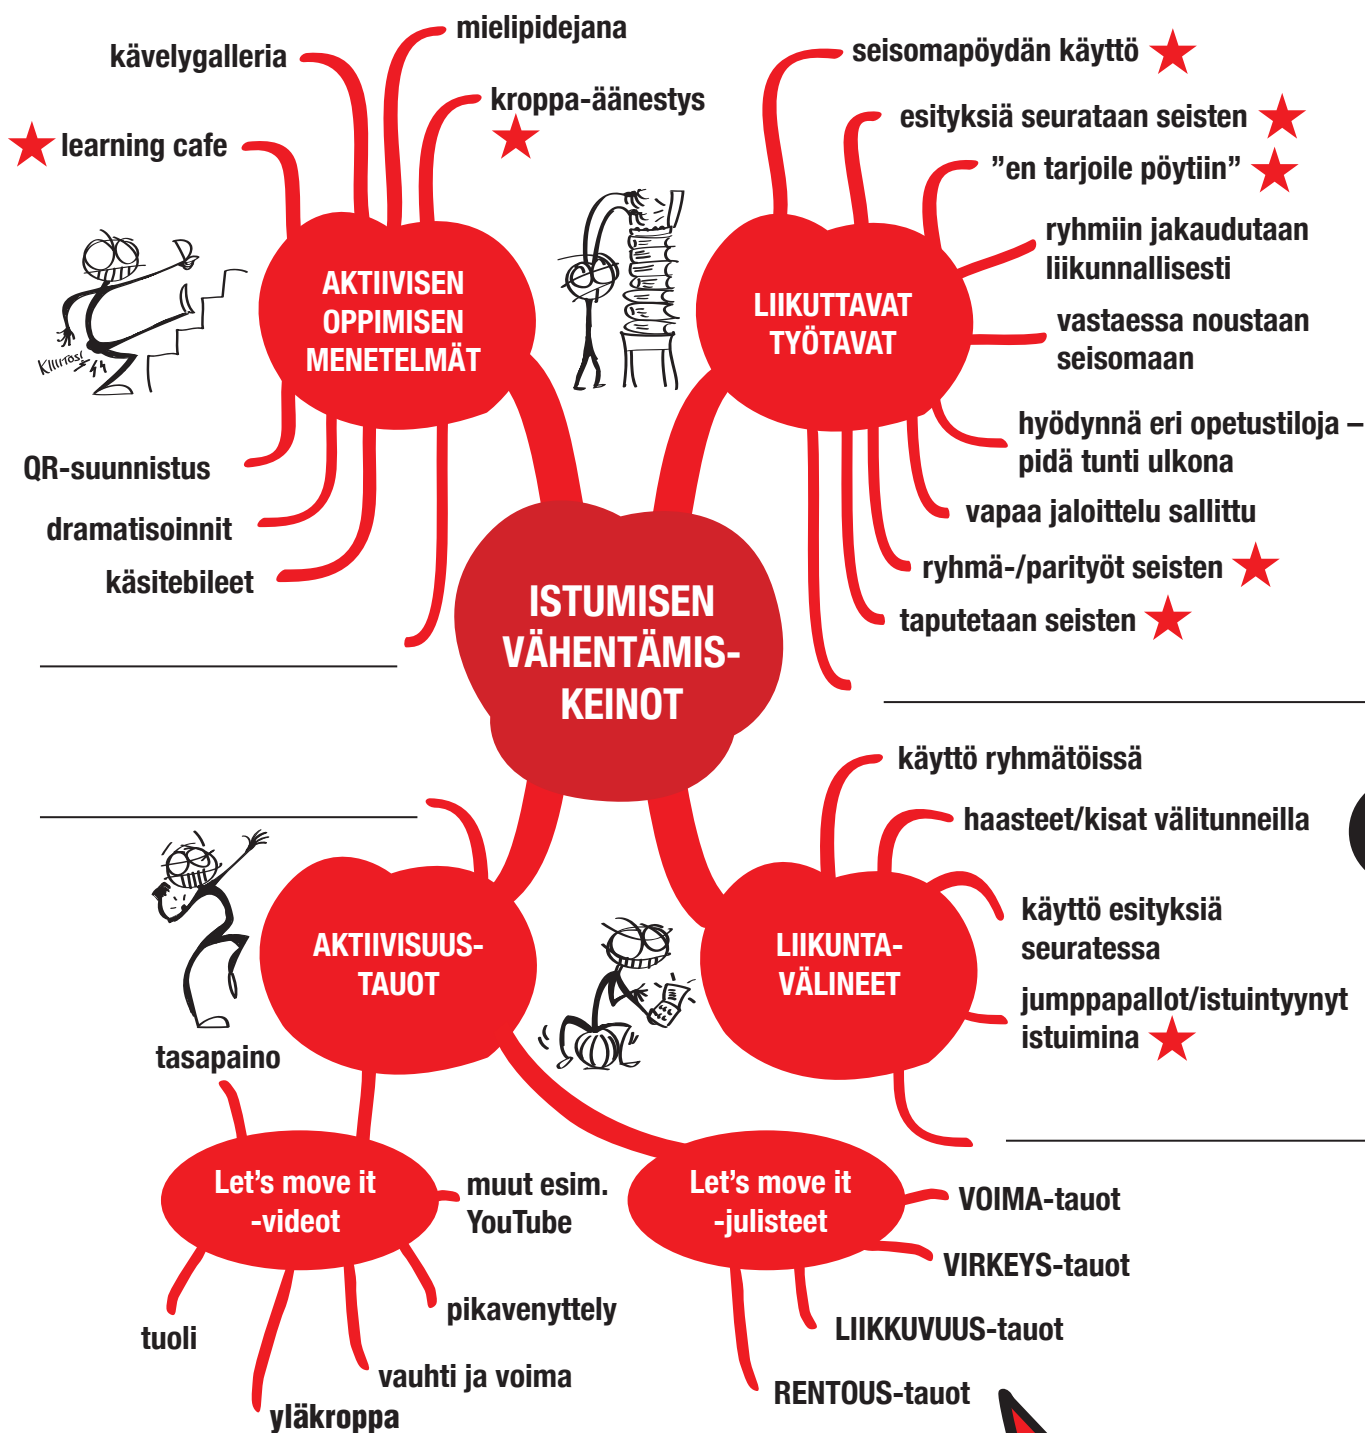 mielipidejana
kävelygalleria
kroppa-äänestys
learning cafe
AKTIIVISEN
OPPIMISEN
MENETELMÄT
KIIITOS!
QR-suunnistus
dramatisoinnit
käsitebileet
seisomapöydän käyttö
esityksiä seurataan seisten
”en tarjoile pöytiin”
ryhmiin jakaudutaan
liikunnallisesti
LIIKUTTAVAT
TYÖTAVAT
vastaessa noustaan
seisomaan
hyödynnä eri opetustiloja –
pidä tunti ulkona
vapaa jaloittelu sallittu
ryhmä-/parityöt seisten
taputetaan seisten
ISTUMISEN
VÄHENTÄMIS-
KEINOT
käyttö ryhmätöissä
haasteet/kisat välitunneilla
käyttö esityksiä
seuratessa
LIIKUNTA-
VÄLINEET
jumppapallot/istuintyynyt
istuimina
AKTIIVISUUS-
TAUOT
tasapaino
Let’s move it
-videot
muut esim.
YouTube
pikavenyttely
tuoli
vauhti ja voima
yläkroppa
Let’s move it
-julisteet
VOIMA-tauot
VIRKEYS-tauot
LIIKKUVUUS-tauot
RENTOUS-tauot